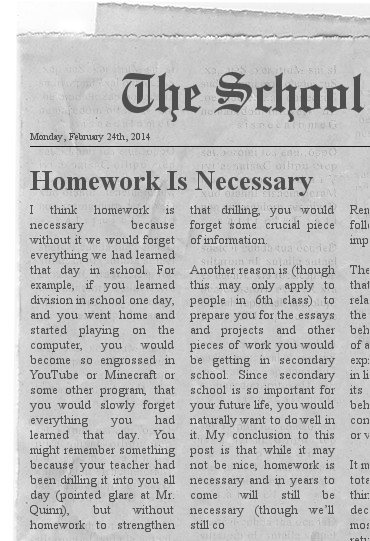 The School
Monday, February 24th, 2014
Homework Is Necessary
I think homework is
necessary because
without it we would forget
everything we had learned
that day in school. For
example, if you learned
division in school one day,
and you went home and
started playing on the
computer, you would
become so engrossed in
YouTube or Minecraft or
some other program, that
you would slowly forget
everything you had
learned that day. You
might remember something
because your teacher had
been drilling it into you all
day (pointed glare at Mr.
Quinn), but without
homework to strengthen
that drilling, you would
forget some crucial piece
of information.
Another reason is (though
this may only apply to
people in 6th class) to
prepare you for the essays
and projects and other
pieces of work you would
be getting in secondary
school. Since secondary
school is so important for
your future life, you would
naturally want to do well in
it. My conclusion to this
post is that while it may
not be nice, homework is
necessary and in years to
come will still be
necessary (though we'll
still co